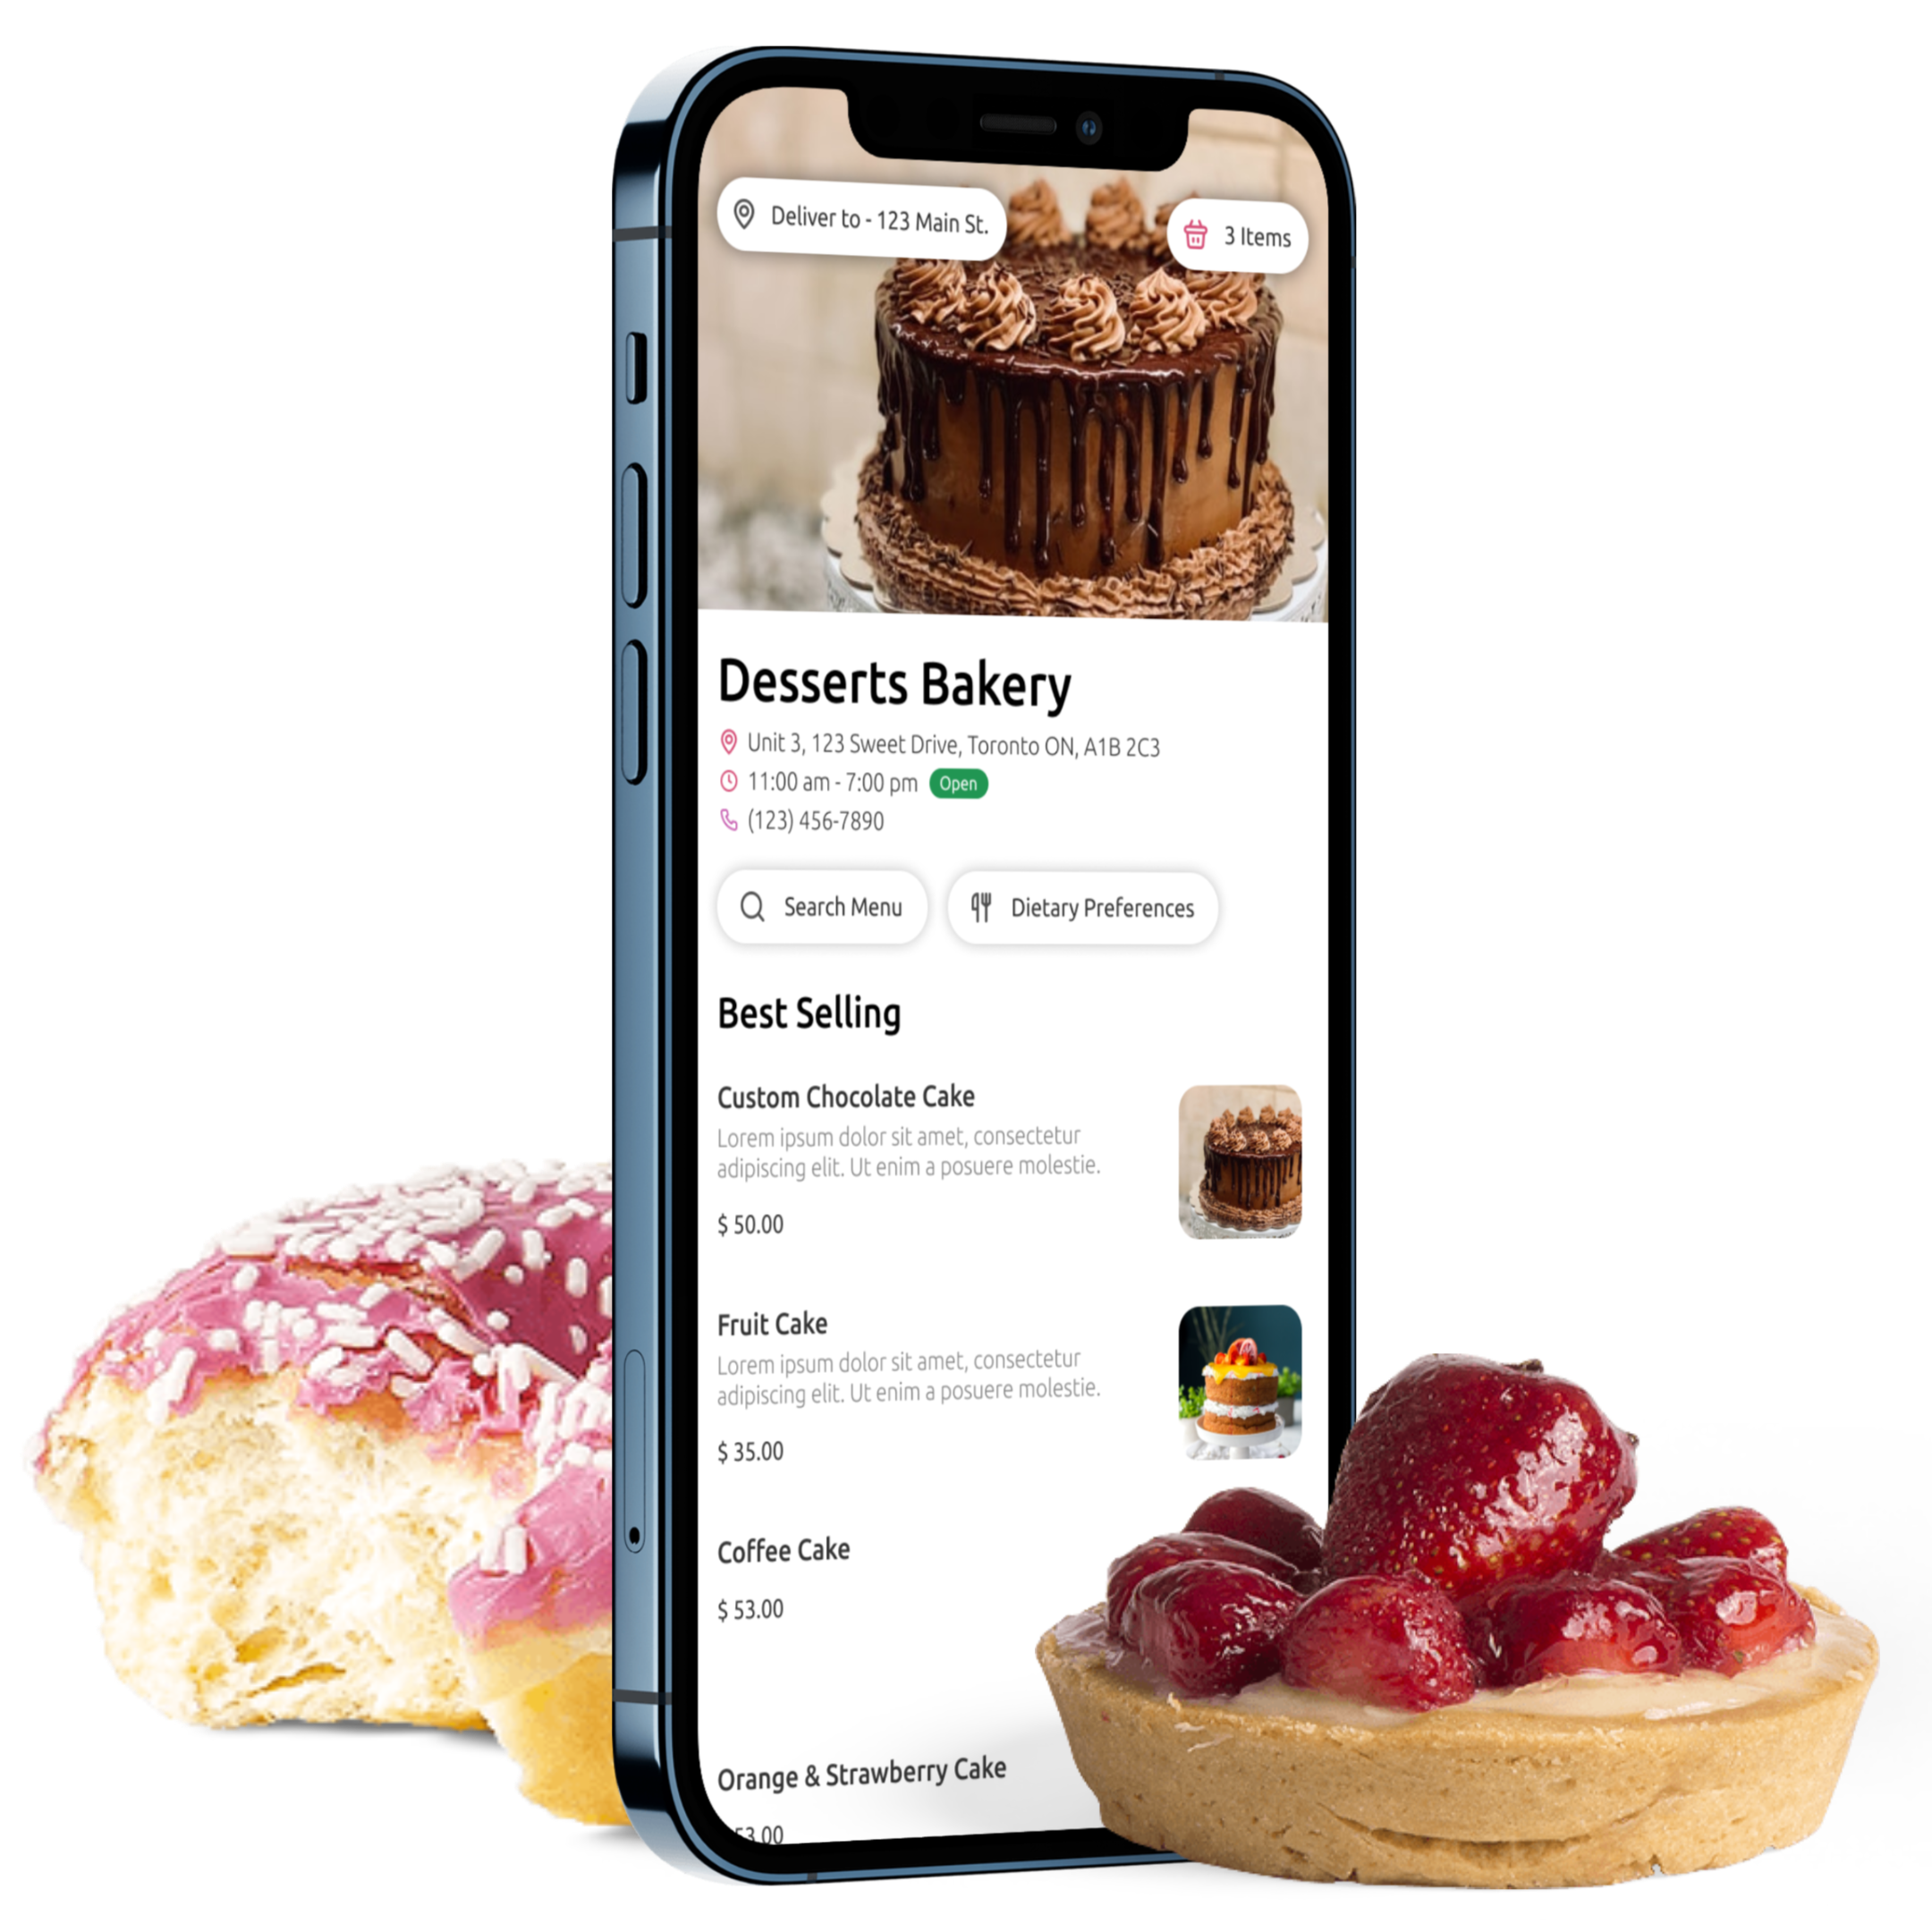 Deliver to - 123 Main St.
3 Items
Desserts Bakery
Unit 3, 123 Sweet Drive, Toronto ON, A1B 2C3
11:00 am - 7:00 pm Open
(123) 456-7890
Search Menu
Dietary Preferences
Best Selling
Custom Chocolate Cake
Lorem ipsum dolor sit amet, consectetur
adipiscing elit. Ut enim a posuere molestie.
$ 50.00
Fruit Cake
Lorem ipsum dolor sit amet, consectetur
adipiscing elit. Ut enim a posuere molestie.
$ 35.00
Coffee Cake
$ 53.00
Orange & Strawberry Cake
53.00